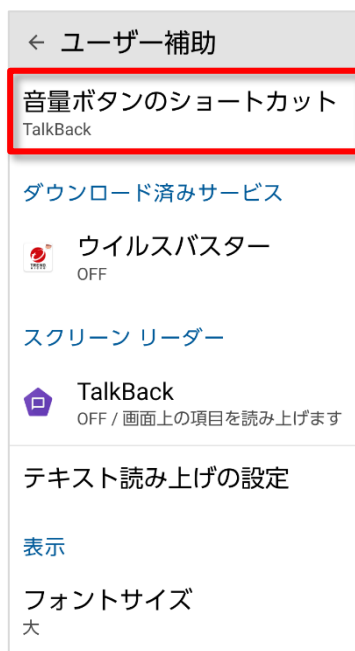 ← ユーザー補助
音量ボタンのショートカット
TalkBack
ダウンロード済みサービス
ウイルスバスター
OFF
スクリーン リーダー
TalkBack
OFF / 画面上の項目を読み上げます
テキスト読み上げの設定
表示
フォントサイズ
大